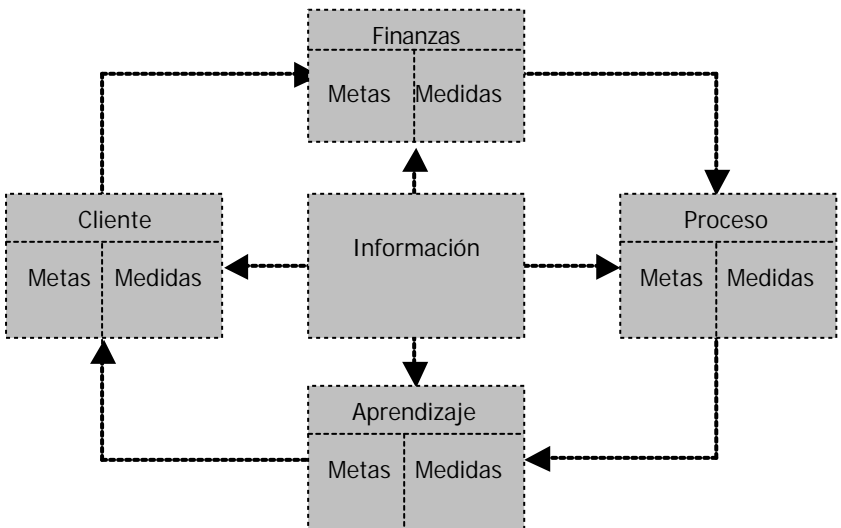 Finanzas
Metas Medidas
Cliente
Metas Medidas
Información
Proceso
Metas Medidas
Aprendizaje
Metas Medidas